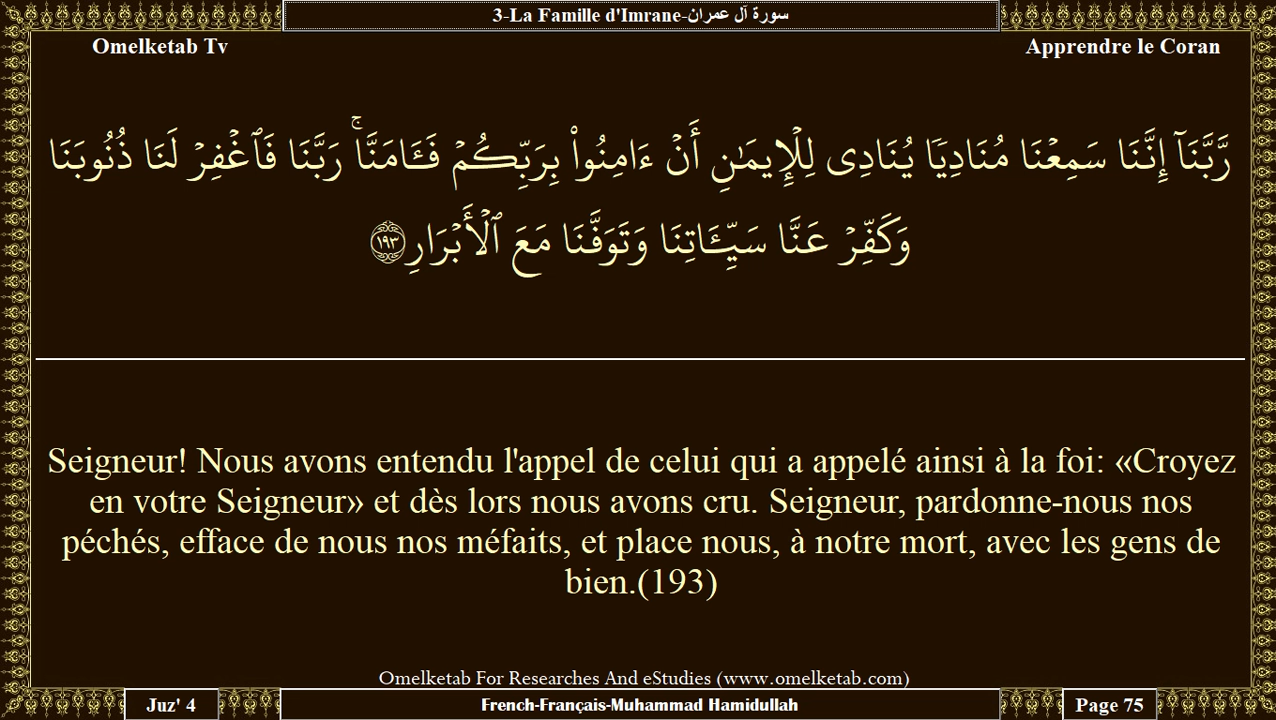 3-La Famille d'Imrane-سورة آل عمران
Omelketab Tv
Apprendre le Coran
رَّبَّنَآ إِنَّنَا سَمِعۡنَا مُنَادِيٗا يُنَادِي لِلۡإِيمَٰنِ أَنۡ ءَامِنُواْ بِرَبِّكُمۡ فَـَٔامَنَّاۚ رَبَّنَا فَٱغۡفِرۡ لَنَا ذُنُوبَنَا
وَكَفِّرۡ عَنَّا سَيِّـَٔاتِنَا وَتَوَفَّنَا مَعَ ٱلۡأَبۡرَارِ ١٩٣
Seigneur! Nous avons entendu l'appel de celui qui a appelé ainsi à la foi: «Croyez
en votre Seigneur» et dès lors nous avons cru. Seigneur, pardonne-nous nos
péchés, efface de nous nos méfaits, et place nous, à notre mort, avec les gens de
bien.(193)
Omelketab For Researches And eStudies (www.omelketab.com)
Juz' 4
French-Français-Muhammad Hamidullah
Page 75